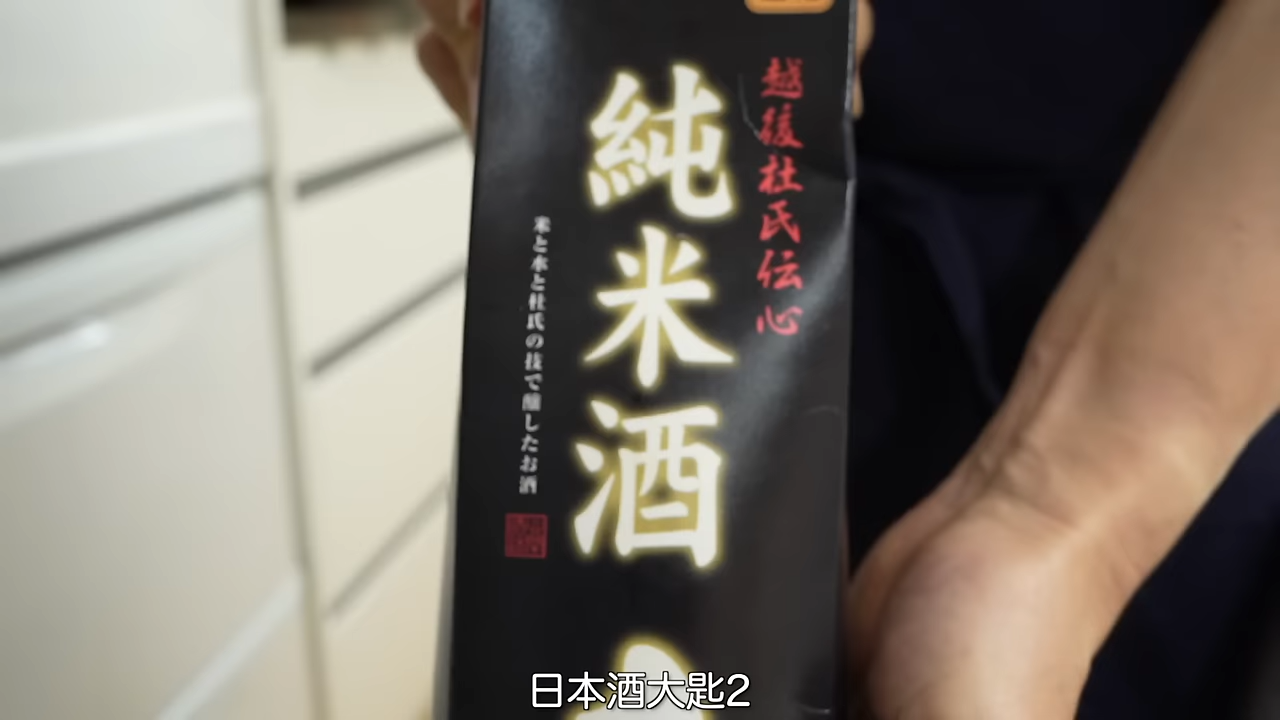 越後杜氏伝心
純米酒
米と水と杜氏の技で醸したお酒
日本酒大匙2